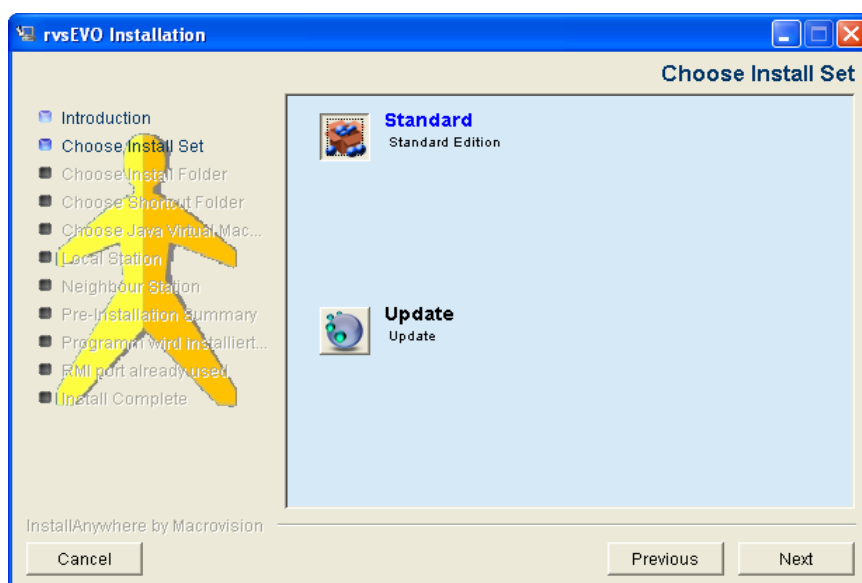 rvsEVO Installation
Choose Install Set
Introduction
Choose Install Set
Choose Install Folder
Choose Shortcut Folder
Choose Java Virtual Mac...
Local Station
Neighbour Station
Pre-Installation Summary
Programm wird installiert...
RMI port already used
Install Complete
Standard
Standard Edition
Update
Update
InstallAnywhere by Macrovision
Cancel
Previous
Next